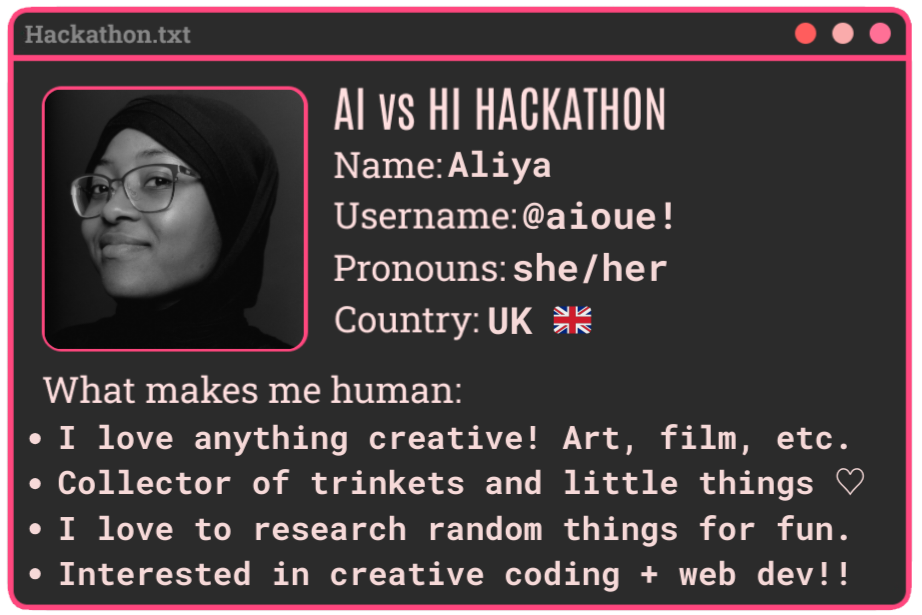 Hackathon.txt
AI vs HI HACKATHON
Name: Aliya
Username: @aioue!
Pronouns: she/her
Country: UK 🇬🇧
What makes me human:
• I love anything creative! Art, film, etc.
• Collector of trinkets and little things ♡
• I love to research random things for fun.
• Interested in creative coding + web dev!!